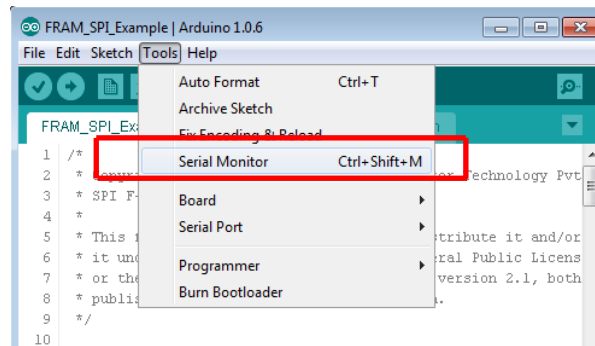 FRAM_SPI_Example | Arduino 1.0.6
File Edit Sketch Tools Help
Auto Format Ctrl+T
Archive Sketch
FRAM_SPI_Ex
Fix Encoding & Reload
1 /*
Serial Monitor Ctrl+Shift+M
2 * Technology Pvt
3 * SPI F
Board
4 *
Serial Port
5 * This tribute it and/or
6 * it und ral Public Licens
Programmer
7 * or the version 2.1, both
Burn Bootloader
8 * publis
9 */
10